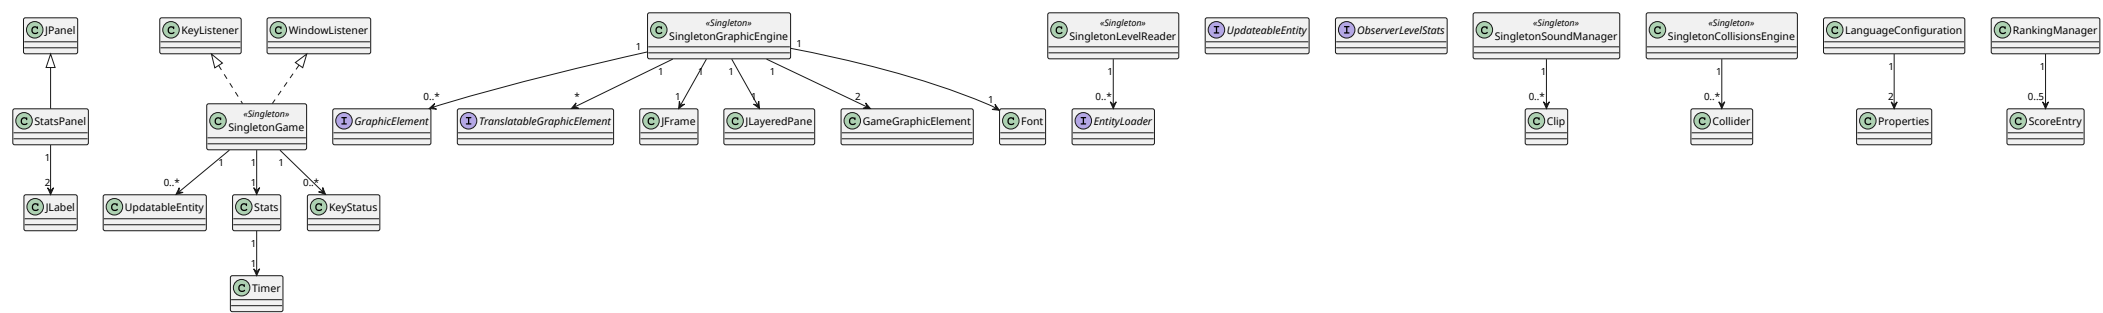 C JPanel
C KeyListener
C WindowListener
«Singleton»
C SingletonGraphicEngine
«Singleton»
C SingletonLevelReader
I UpdateableEntity
I ObserverLevelStats
«Singleton»
C SingletonSoundManager
«Singleton»
C SingletonCollisionsEngine
C LanguageConfiguration
C RankingManager
1
1
1
1
1
1
1
1
1
1
1
0..*
*
1
1
2
1
0..*
0..*
0..*
2
0..5
C StatsPanel
«Singleton»
C SingletonGame
I GraphicElement
I TranslatableGraphicElement
C JFrame
C JLayeredPane
C GameGraphicElement
C Font
I EntityLoader
C Clip
C Collider
C Properties
C ScoreEntry
1
1
1
1
2
0..*
1
0..*
C JLabel
C UpdatableEntity
C Stats
C KeyStatus
1
1
C Timer